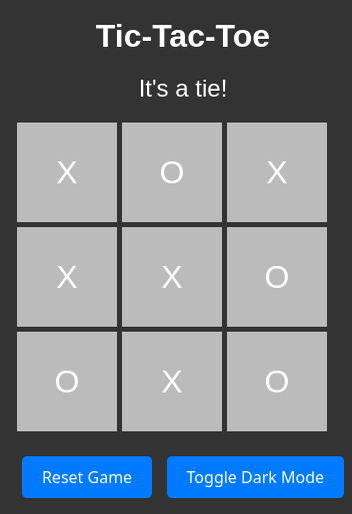 Tic-Tac-Toe
It's a tie!
X O X
X X O
O X O
Reset Game Toggle Dark Mode